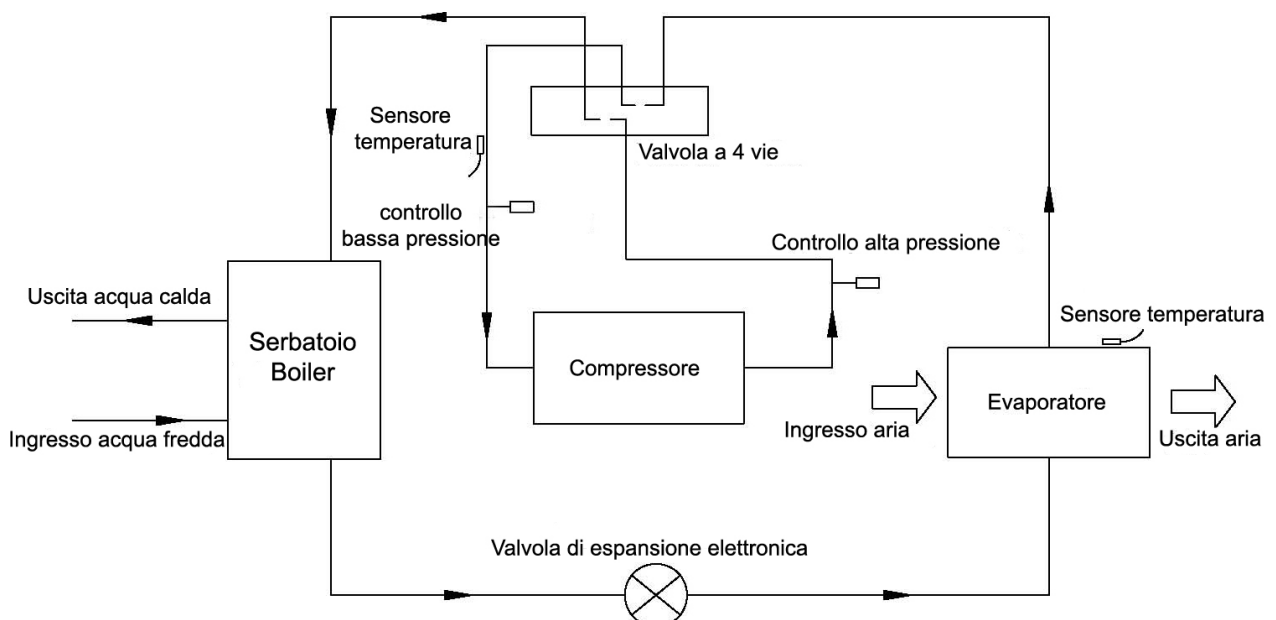 Sensore
temperatura
Valvola a 4 vie
controllo
bassa pressione
Controllo alta pressione
Uscita acqua calda
Serbatoio
Boiler
Ingresso acqua fredda
Compressore
Sensore temperatura
Evaporatore
Ingresso aria
Uscita aria
Valvola di espansione elettronica